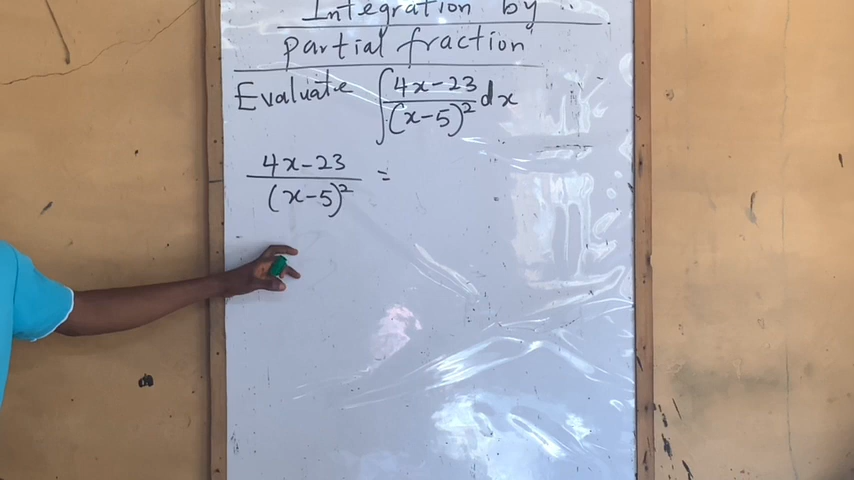 Integration by
partial fraction
Evaluate ∫ (4x-23)/(x-5)² dx
(4x-23)/(x-5)² =